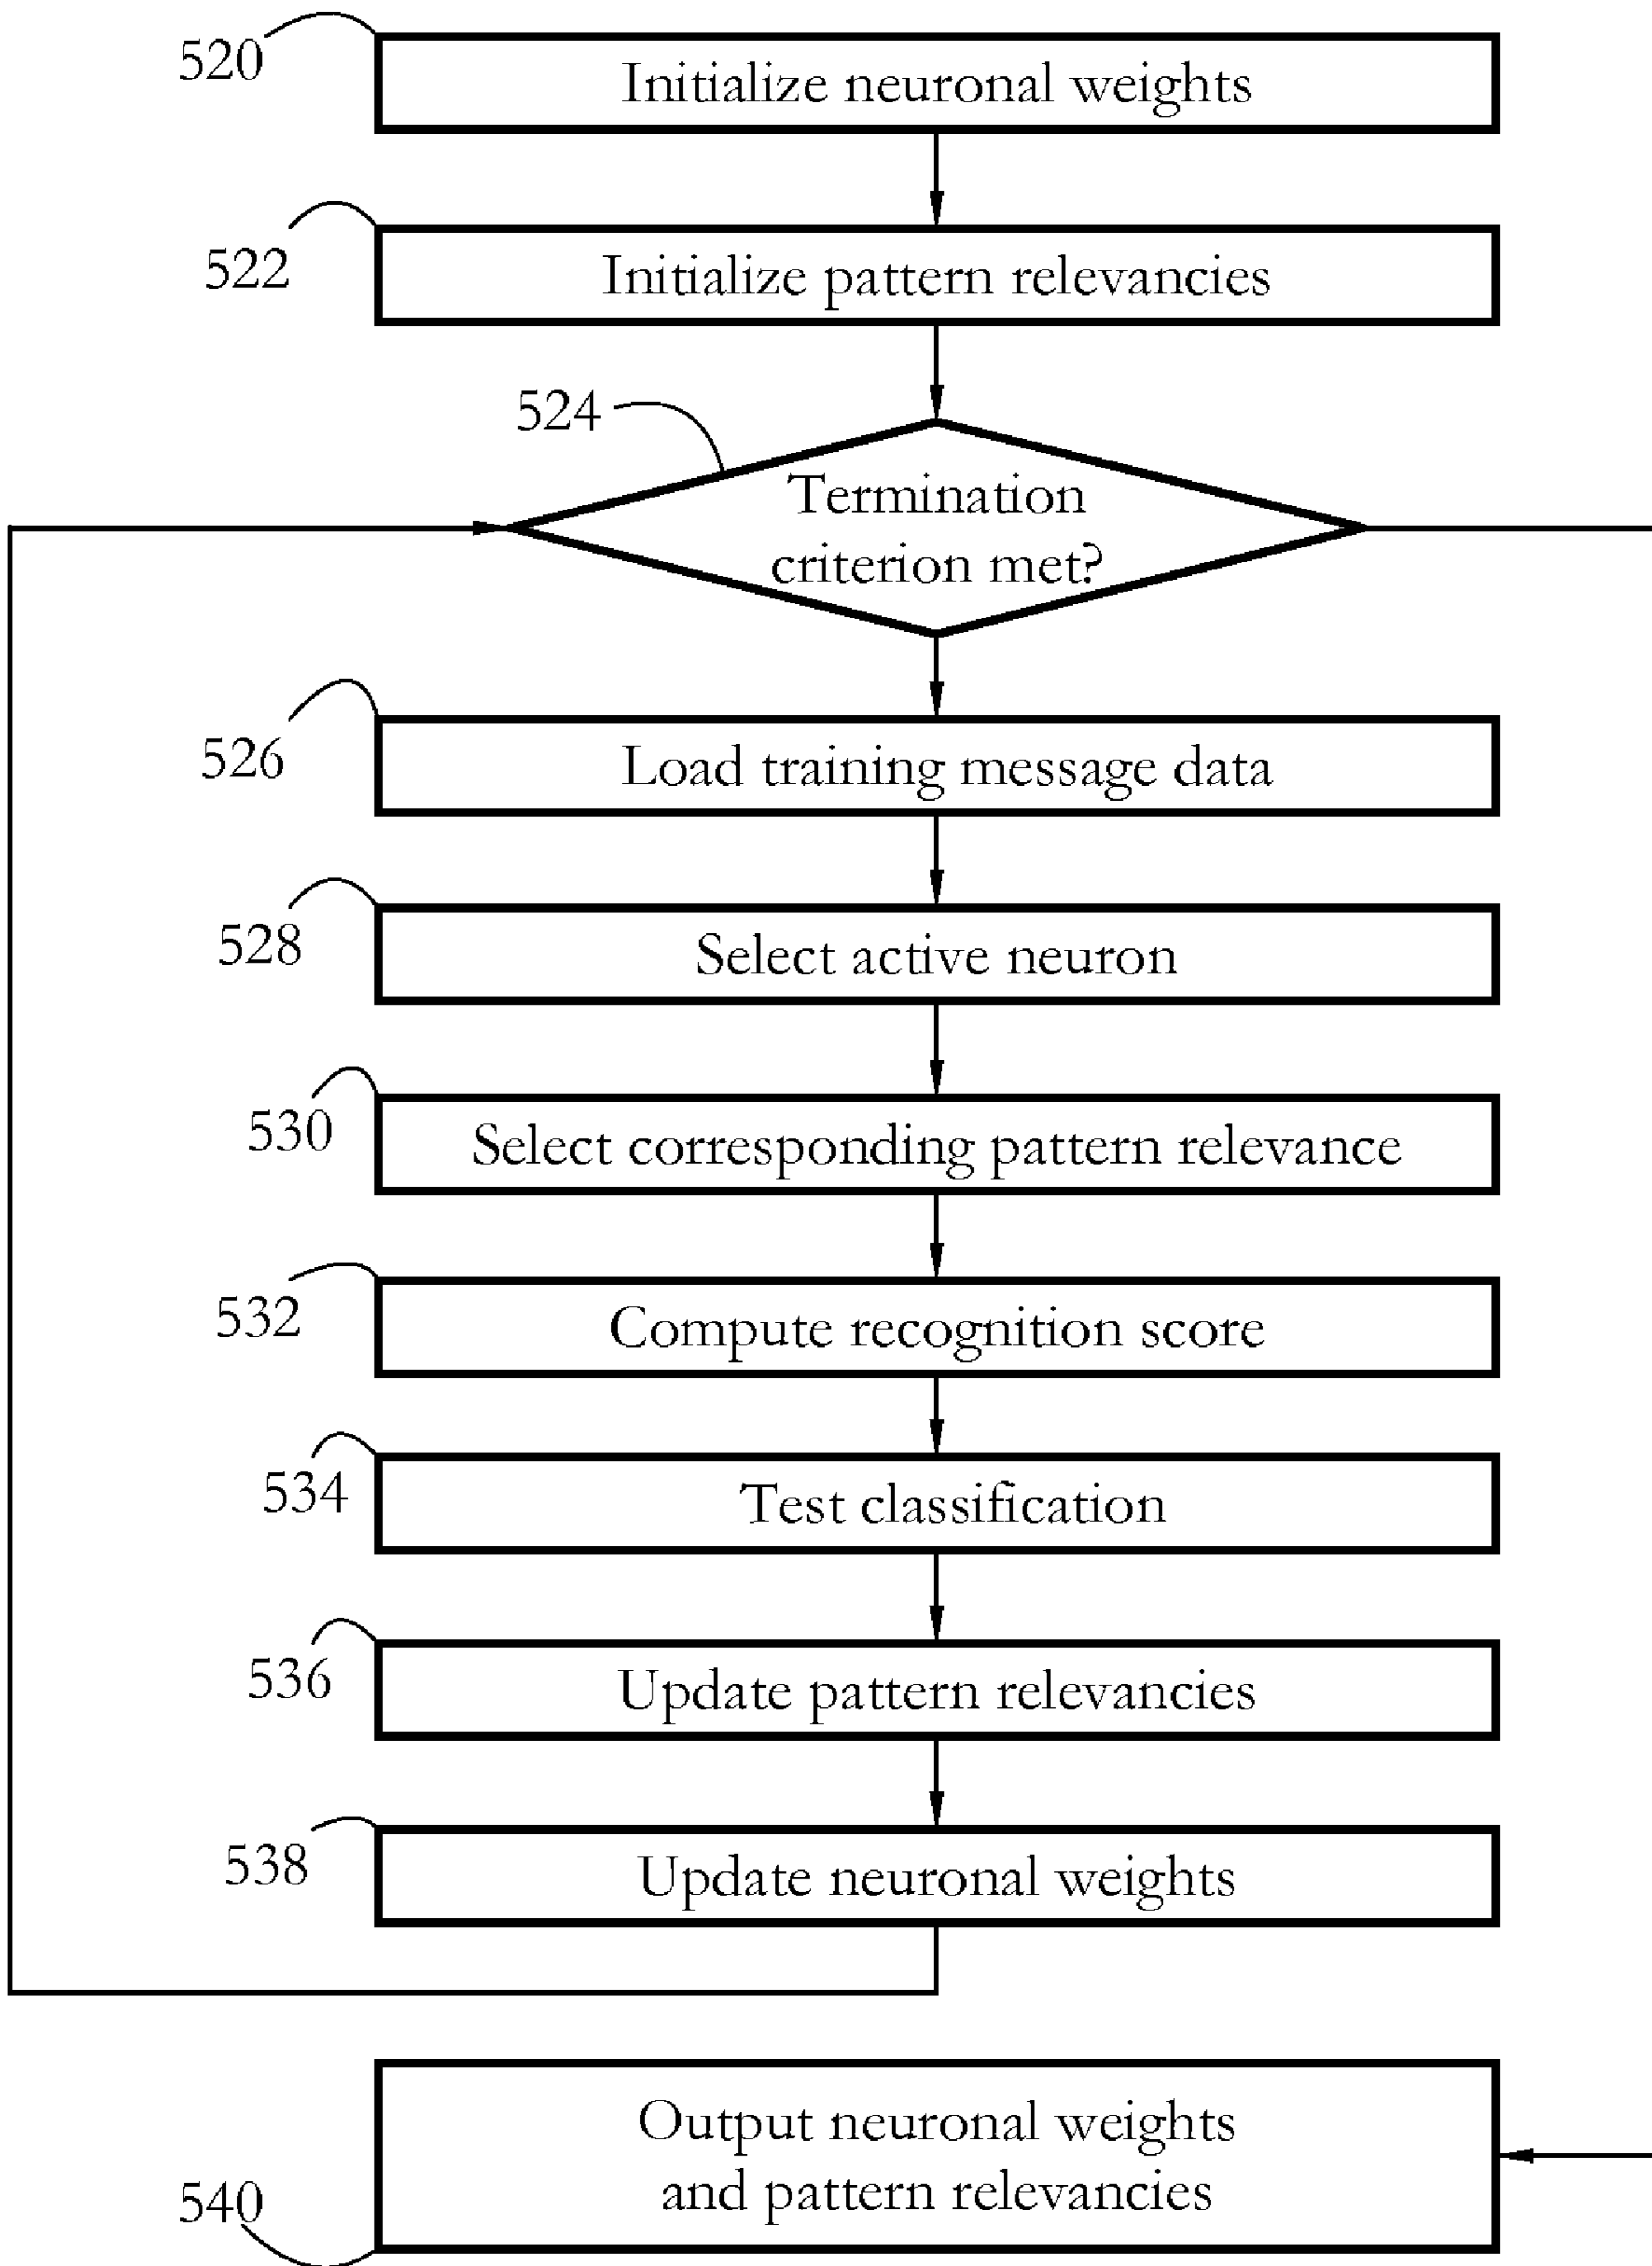 520
Initialize neuronal weights
522
Initialize pattern relevancies
524
Termination
criterion met?
526
Load training message data
528
Select active neuron
530
Select corresponding pattern relevance
532
Compute recognition score
534
Test classification
536
Update pattern relevancies
538
Update neuronal weights
Output neuronal weights
and pattern relevancies
540